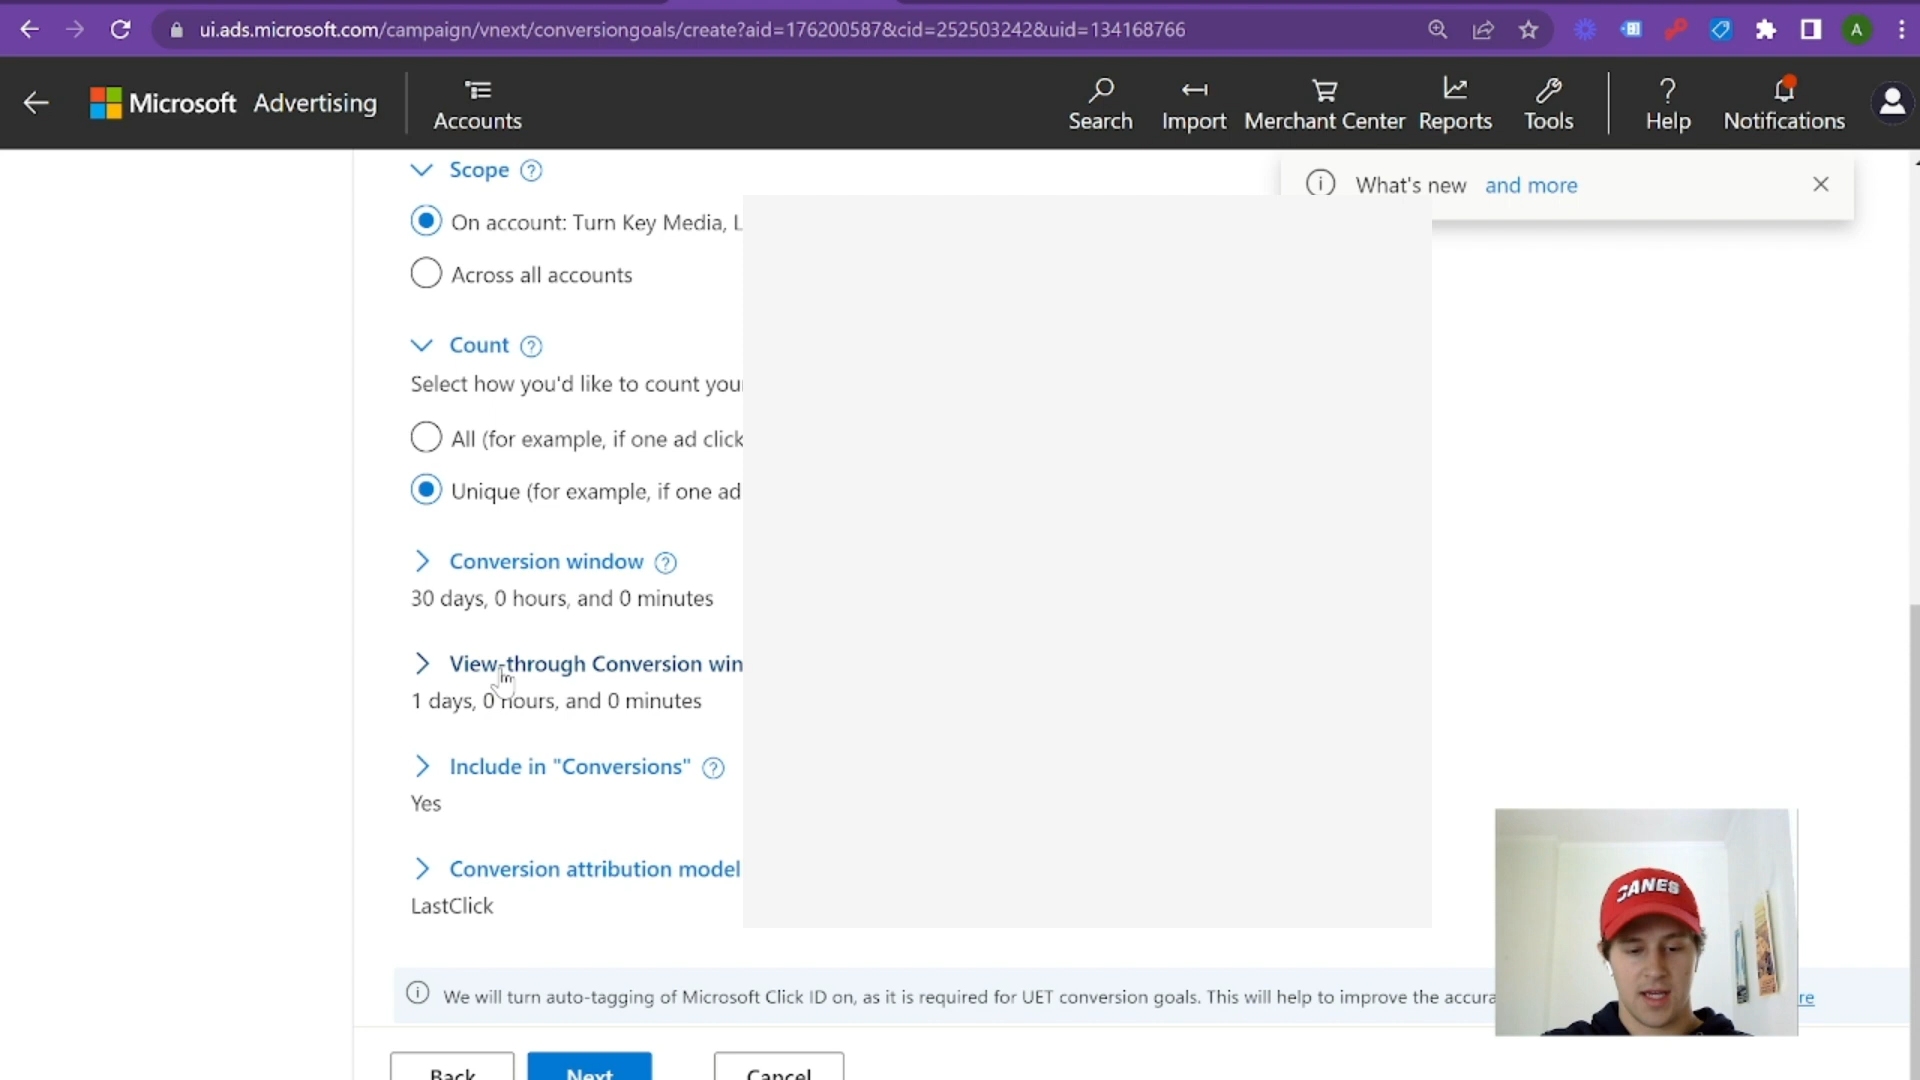 ui.ads.microsoft.com/campaign/vnext/conversiongoals/create?aid=176200587&cid=252503242&uid=134168766
A
Microsoft Advertising
Accounts
Search
Import
Merchant Center
Reports
Tools
Help
Notifications
Scope
What's new and more
On account: Turn Key Media, L
Across all accounts
Count
Select how you'd like to count you
All (for example, if one ad click
Unique (for example, if one ad
Conversion window
30 days, 0 hours, and 0 minutes
View-through Conversion win
1 days, 0 hours, and 0 minutes
Include in "Conversions"
Yes
Conversion attribution model
LastClick
CANES
We will turn auto-tagging of Microsoft Click ID on, as it is required for UET conversion goals. This will help to improve the accura re
Back
Next
Cancel